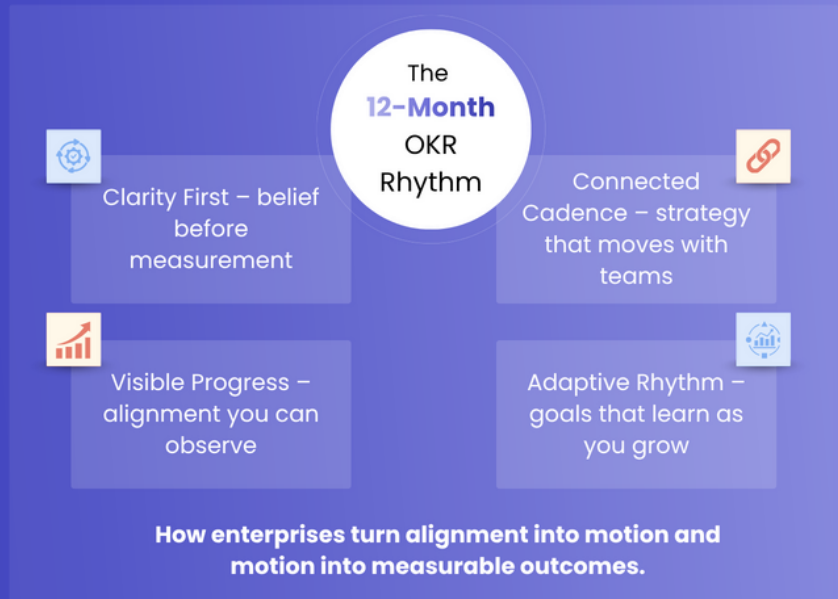 The
12-Month
OKR
Rhythm
Clarity First – belief
before
measurement
Connected
Cadence – strategy
that moves with
teams
Visible Progress –
alignment you can
observe
Adaptive Rhythm –
goals that learn as
you grow
How enterprises turn alignment into motion and
motion into measurable outcomes.